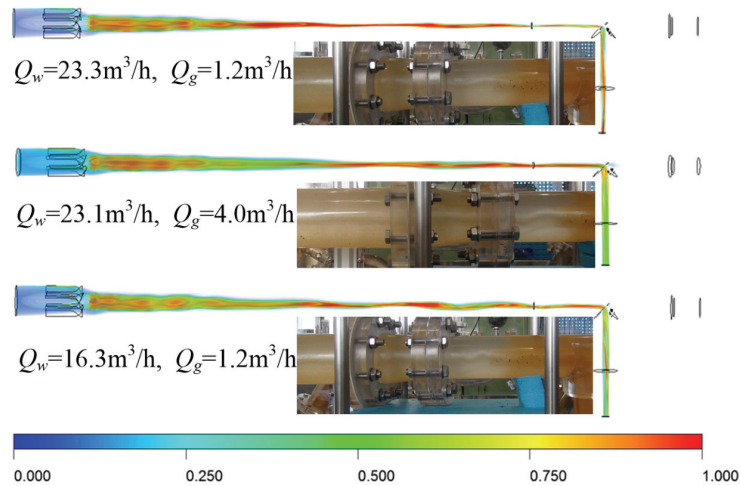 Qw=23.3m³/h, Qg=1.2m³/h
Qw=23.1m³/h, Qg=4.0m³/h
Qw=16.3m³/h, Qg=1.2m³/h
0.000 0.250 0.500 0.750 1.000